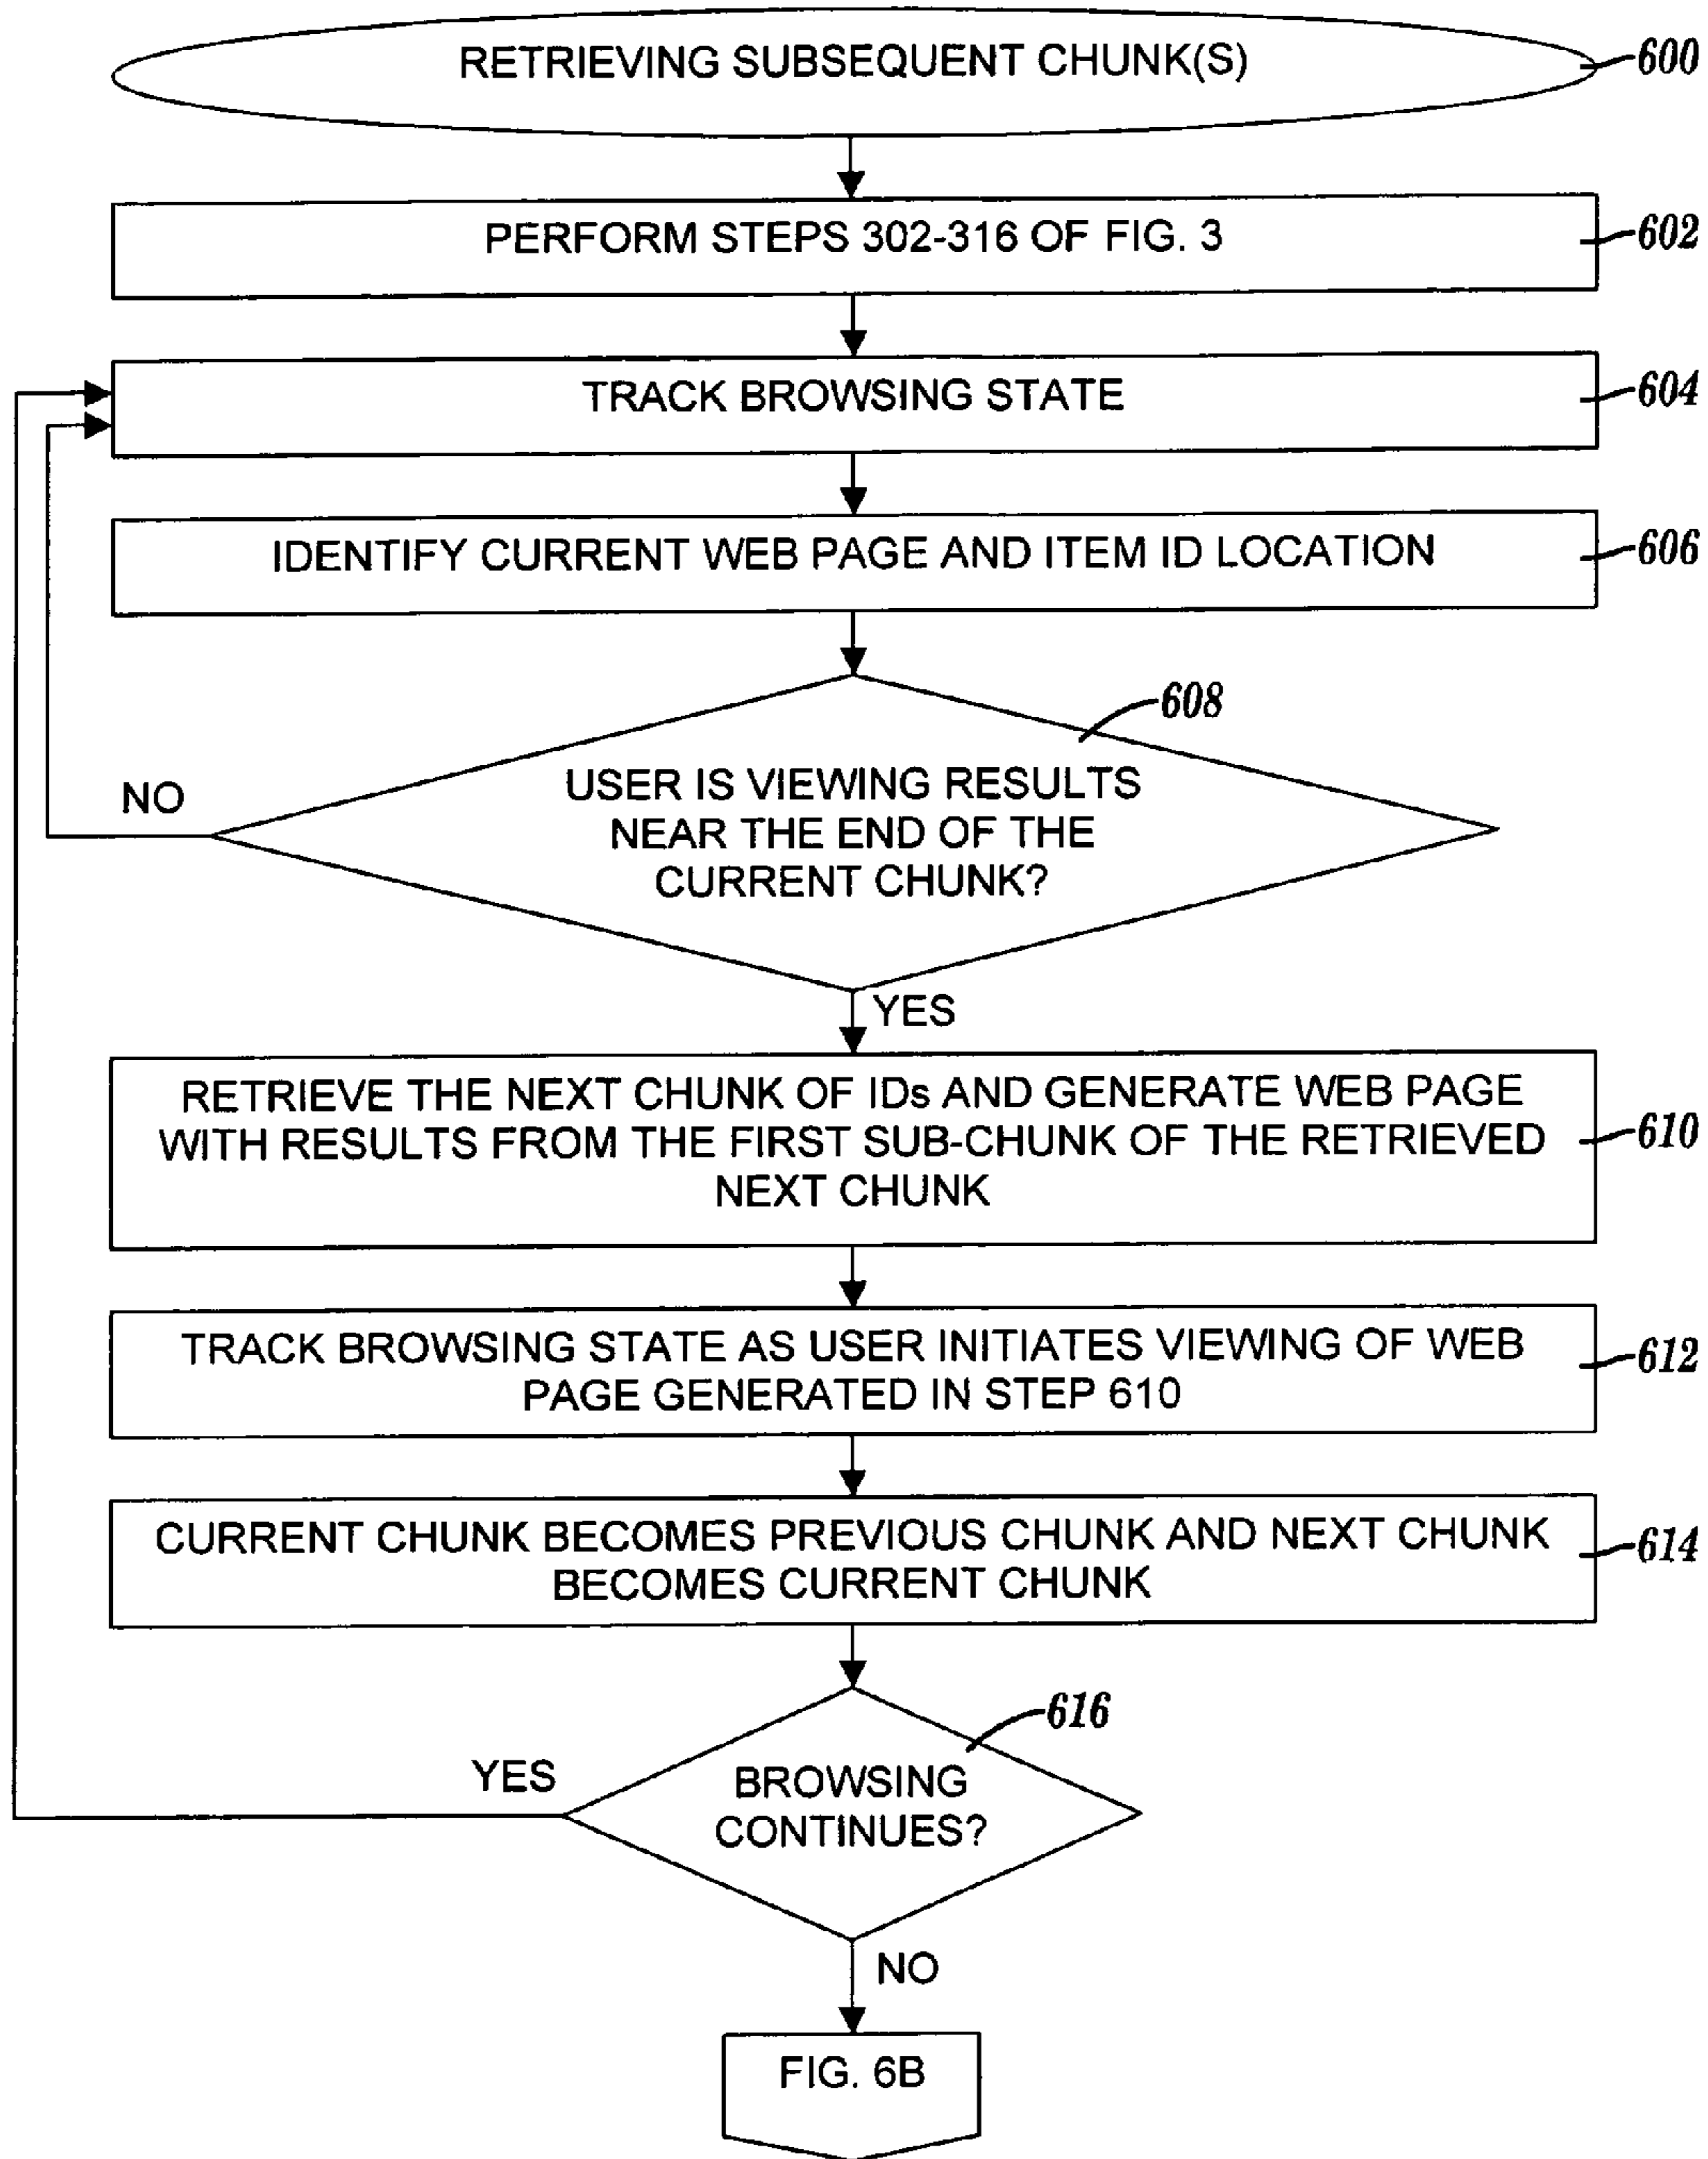 RETRIEVING SUBSEQUENT CHUNK(S)
600
PERFORM STEPS 302-316 OF FIG. 3
602
TRACK BROWSING STATE
604
IDENTIFY CURRENT WEB PAGE AND ITEM ID LOCATION
606
608
USER IS VIEWING RESULTS
NEAR THE END OF THE
CURRENT CHUNK?
NO
YES
RETRIEVE THE NEXT CHUNK OF IDs AND GENERATE WEB PAGE
WITH RESULTS FROM THE FIRST SUB-CHUNK OF THE RETRIEVED
NEXT CHUNK
610
TRACK BROWSING STATE AS USER INITIATES VIEWING OF WEB
PAGE GENERATED IN STEP 610
612
CURRENT CHUNK BECOMES PREVIOUS CHUNK AND NEXT CHUNK
BECOMES CURRENT CHUNK
614
616
YES
BROWSING
CONTINUES?
NO
FIG. 6B